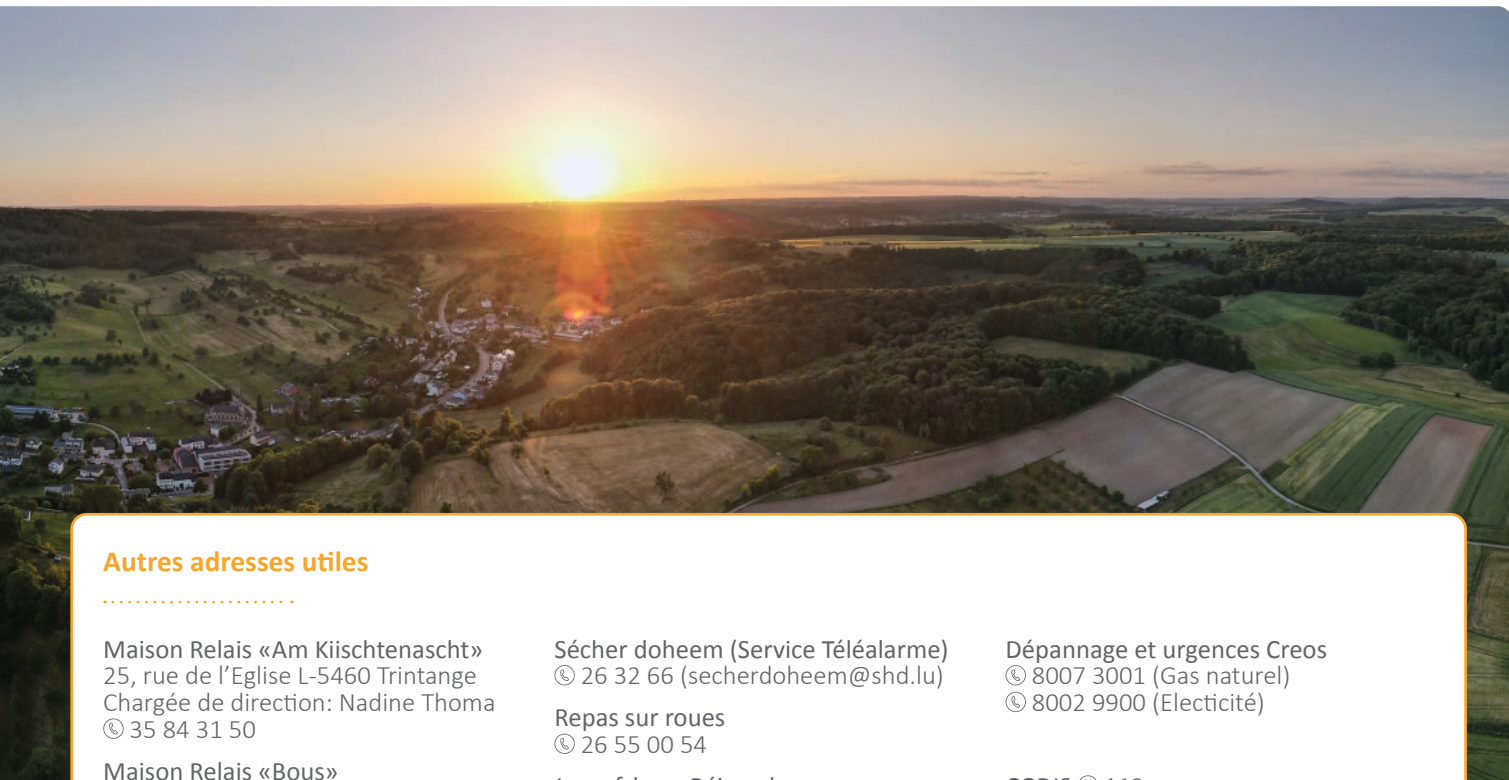 Autres adresses utiles
Maison Relais «Am Kiischtenascht»
25, rue de l'Eglise L-5460 Trintange
Chargée de direction: Nadine Thoma
35 84 31 50
Maison Relais «Bous»
Sécher doheem (Service Téléalarme)
26 32 66 (secherdoheem@shd.lu)
Repas sur roues
26 55 00 54
Dépannage et urgences Creos
8007 3001 (Gas naturel)
8002 9900 (Electicité)